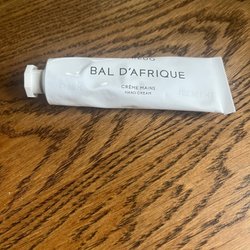 BAL D'AFRIQUE
CRÈME MAINS
HAND CREAM